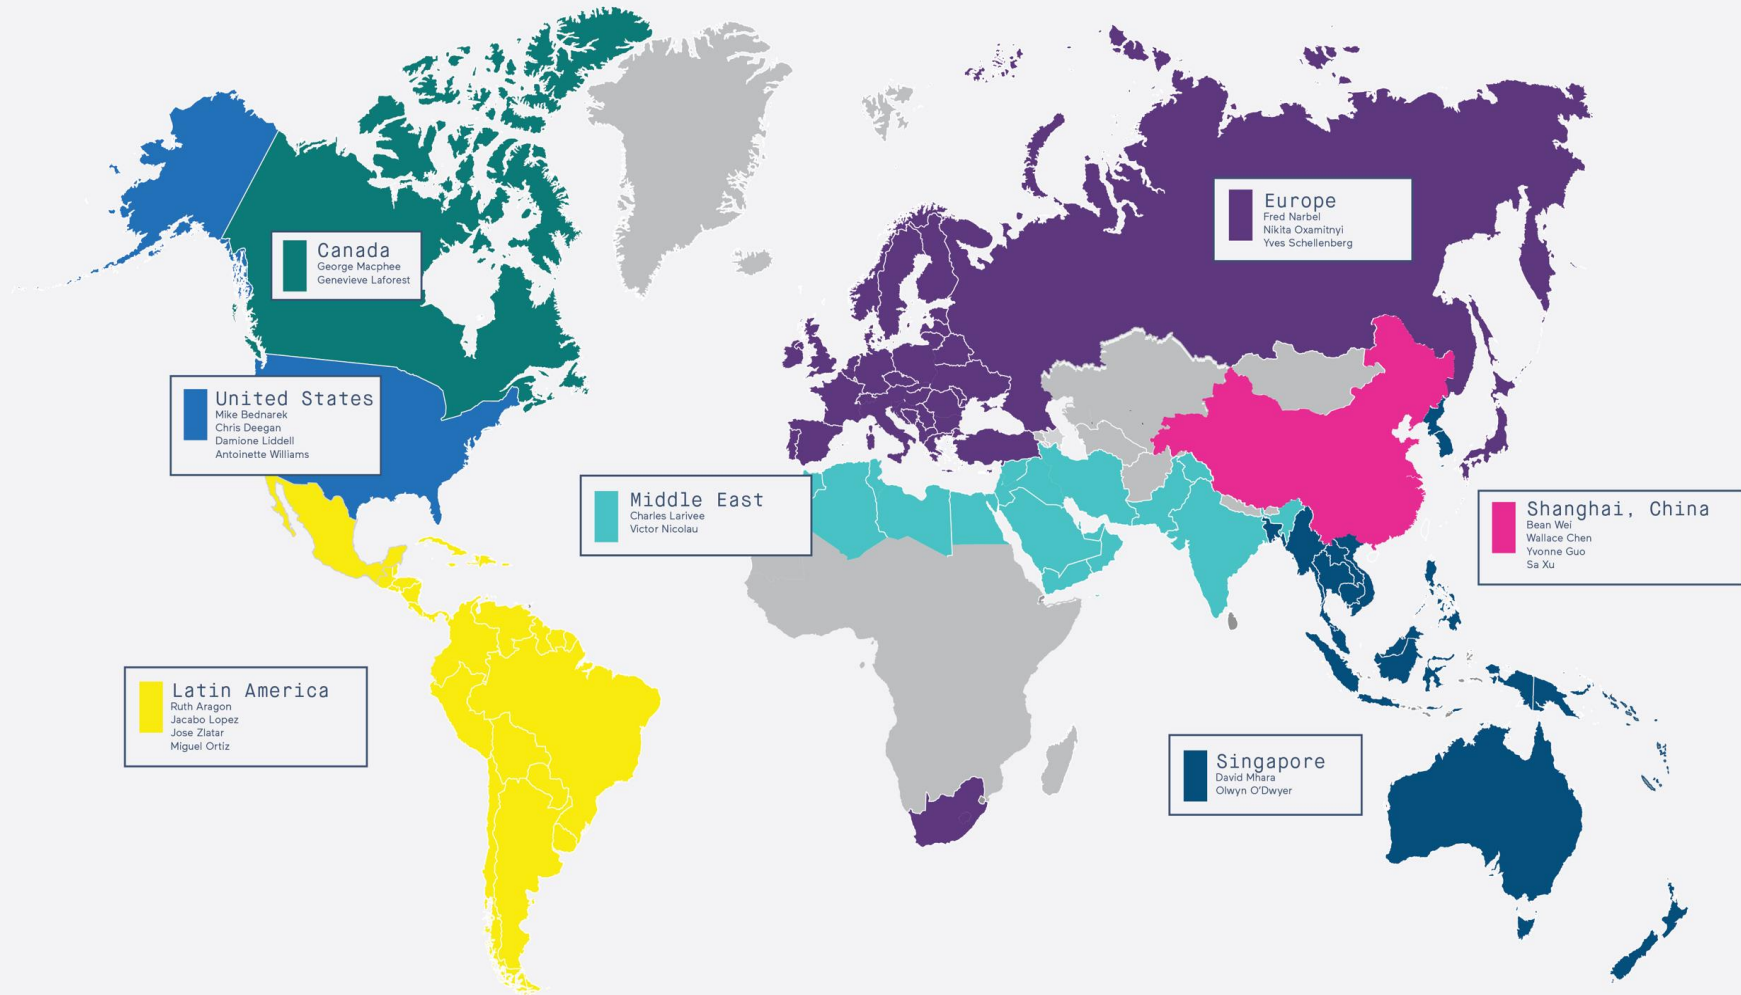 Canada
George Macphee
Genevieve Laforest
United States
Mike Bednarek
Chris Deegan
Damione Liddell
Antoinette Williams
Latin America
Ruth Aragon
Jacabo Lopez
Jose Zlatar
Miguel Ortiz
Middle East
Charles Larivee
Victor Nicolau
Europe
Fred Narbel
Nikita Oxamitnyi
Yves Schellenberg
Shanghai, China
Bean Wei
Wallace Chen
Yvonne Guo
Sa Xu
Singapore
David Mhara
Olwyn O'Dwyer